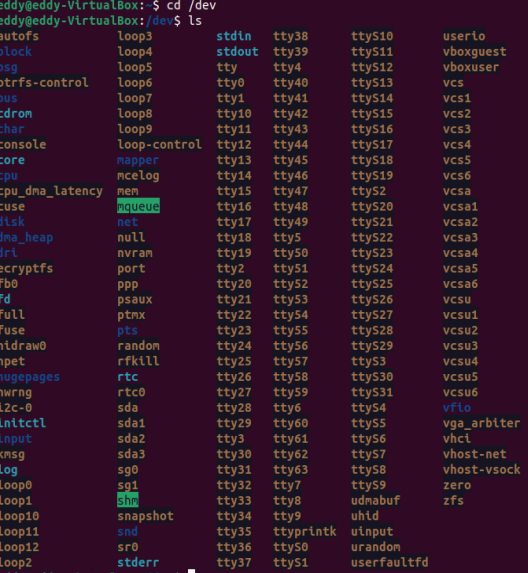 eddy@eddy-VirtualBox:~$ cd /dev
eddy@eddy-VirtualBox:/dev$ ls
autofs loop3 stdin tty38 ttyS10 userio
block loop4 stdout tty39 ttyS11 vboxguest
bsg loop5 tty tty4 ttyS12 vboxuser
btrfs-control loop6 tty0 tty40 ttyS13 vcs
bus loop7 tty1 tty41 ttyS14 vcs1
cdrom loop8 tty10 tty42 ttyS15 vcs2
char loop9 tty11 tty43 ttyS16 vcs3
console loop-control tty12 tty44 ttyS17 vcs4
core mapper tty13 tty45 ttyS18 vcs5
cpu mcelog tty14 tty46 ttyS19 vcs6
cpu_dma_latency mem tty15 tty47 ttyS2 vcsa
cuse mqueue tty16 tty48 ttyS20 vcsa1
disk net tty17 tty49 ttyS21 vcsa2
dma_heap null tty18 tty5 ttyS22 vcsa3
dri nvram tty19 tty50 ttyS23 vcsa4
ecryptfs port tty2 tty51 ttyS24 vcsa5
fb0 ppp tty20 tty52 ttyS25 vcsa6
fd psaux tty21 tty53 ttyS26 vcsu
full ptmx tty22 tty54 ttyS27 vcsu1
fuse pts tty23 tty55 ttyS28 vcsu2
hidraw0 random tty24 tty56 ttyS29 vcsu3
hpet rfkill tty25 tty57 ttyS3 vcsu4
hugepages rtc tty26 tty58 ttyS30 vcsu5
hwrng rtc0 tty27 tty59 ttyS31 vcsu6
i2c-0 sda tty28 tty6 ttyS4 vfio
initctl sda1 tty29 tty60 ttyS5 vga_arbiter
input sda2 tty3 tty61 ttyS6 vhci
kmsg sda3 tty30 tty62 ttyS7 vhost-net
log sg0 tty31 tty63 ttyS8 vhost-vsock
loop0 sg1 tty32 tty7 ttyS9 zero
loop1 shm tty33 tty8 udmabuf zfs
loop10 snapshot tty34 tty9 uhid
loop11 snd tty35 ttyprintk uinput
loop12 sr0 tty36 ttyS0 urandom
loop2 stderr tty37 ttyS1 userfaultfd